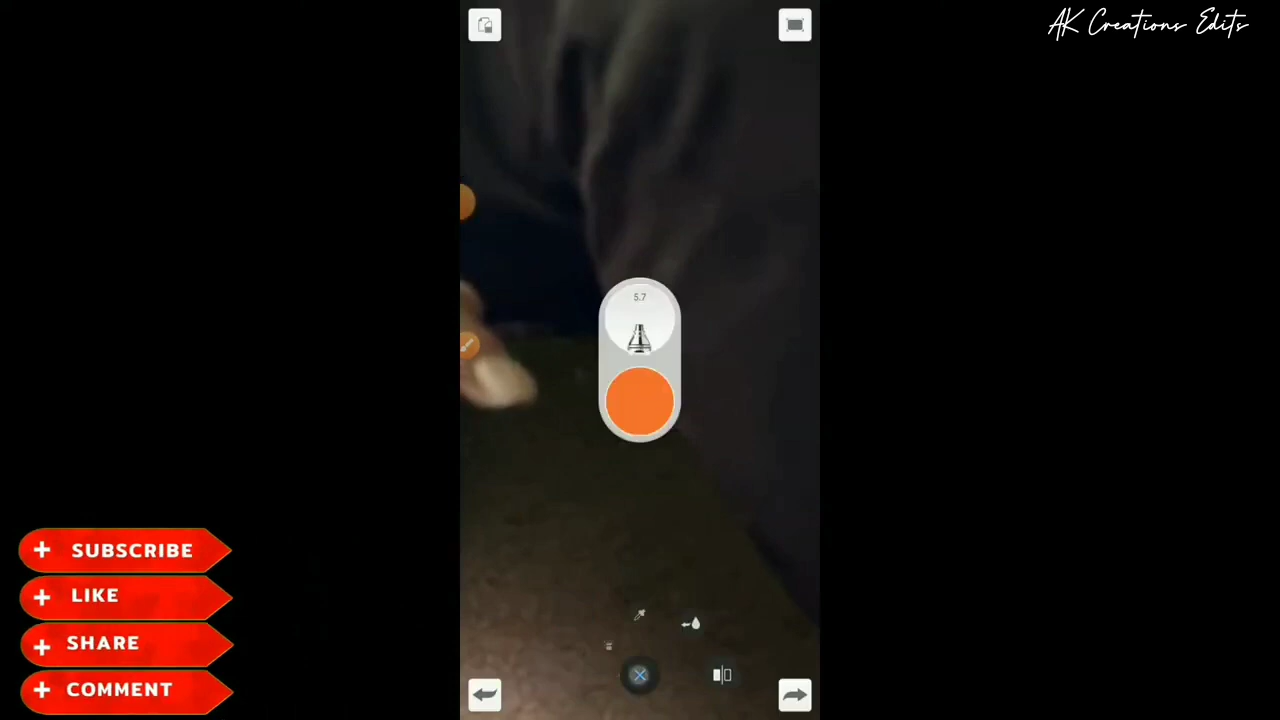 AK Creations Edits
5.7
+ SUBSCRIBE
+ LIKE
+ SHARE
+ COMMENT